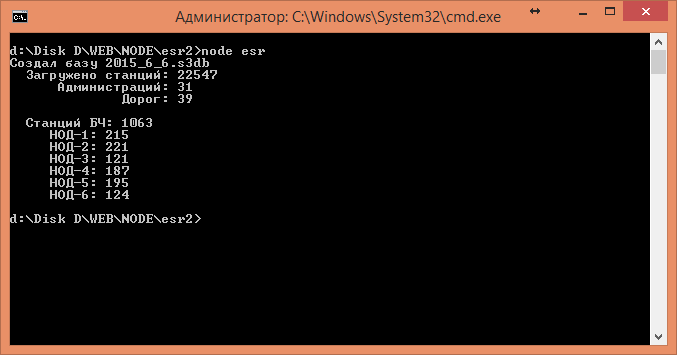 Администратор: C:\Windows\System32\cmd.exe
d:\Disk D\WEB\NODE\esr2>node esr
Создал базу 2015_6_6.s3db
Загружено станций: 22547
Администраций: 31
Дорог: 39
Станций БЧ: 1063
НОД-1: 215
НОД-2: 221
НОД-3: 121
НОД-4: 187
НОД-5: 195
НОД-6: 124
d:\Disk D\WEB\NODE\esr2>